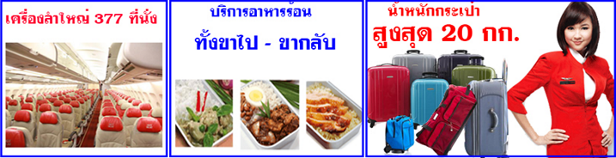 เครื่องลำใหญ่ 377 ที่นั่ง
บริการอาหารร้อน
ทั้งขาไป - ขากลับ
น้ำหนักกระเป๋า
สูงสุด 20 กก.